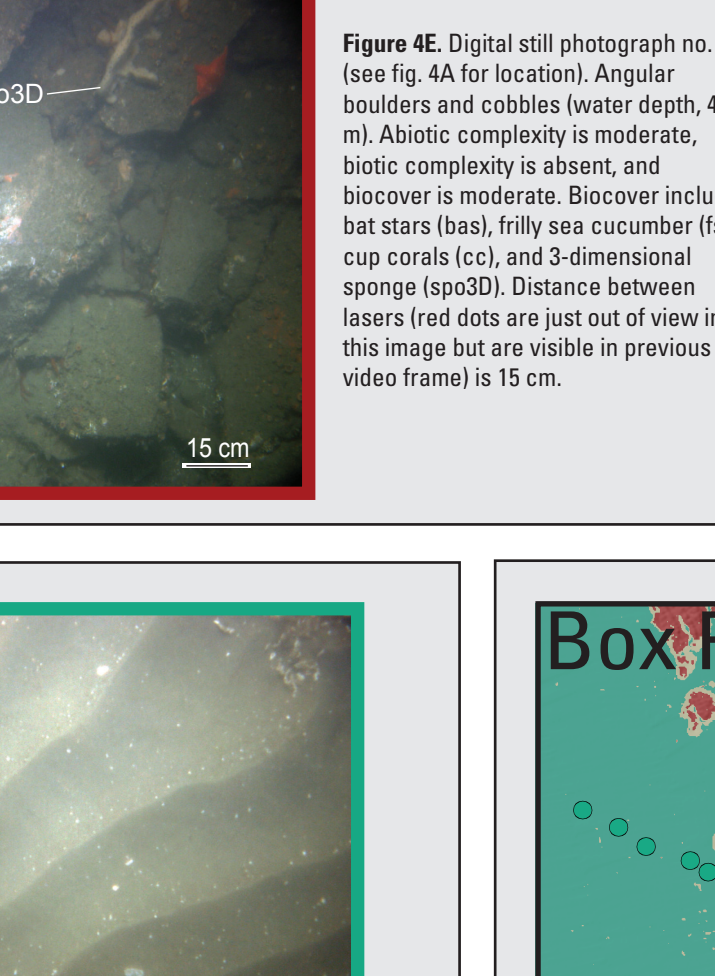 Figure 4E. Digital still photograph no.
(see fig. 4A for location). Angular
boulders and cobbles (water depth, 4
m). Abiotic complexity is moderate,
biotic complexity is absent, and
biocover is moderate. Biocover inclu
bat stars (bas), frilly sea cucumber (fs
cup corals (cc), and 3-dimensional
sponge (spo3D). Distance between
lasers (red dots are just out of view in
this image but are visible in previous
video frame) is 15 cm.
o3D
15 cm
Box